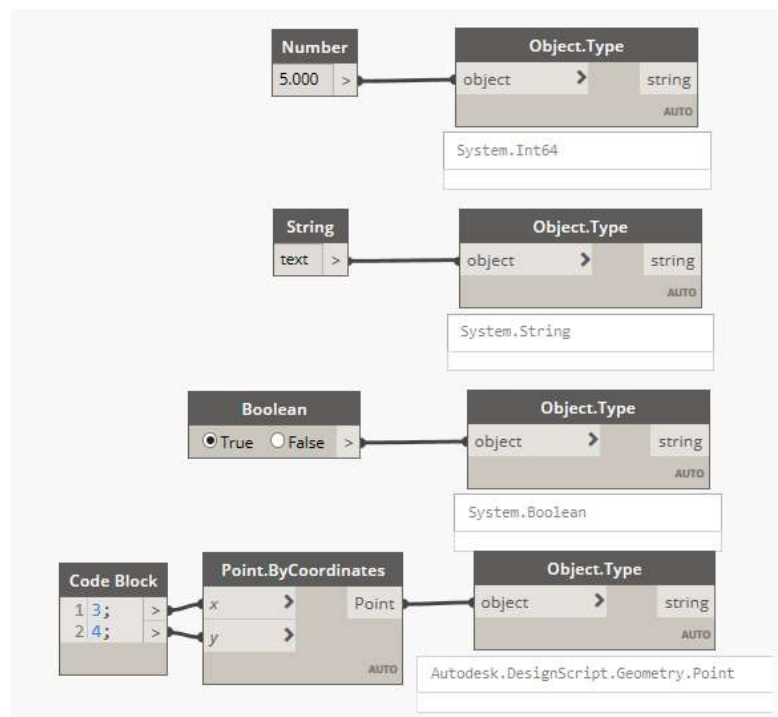 Number
Object.Type
5.000 >
object > string
AUTO
System.Int64
String
Object.Type
text >
object > string
AUTO
System.String
Boolean
Object.Type
True False >
object > string
AUTO
System.Boolean
Code Block
Point.ByCoordinates
Object.Type
1 3; >
x > Point
object > string
2 4; >
y >
AUTO
AUTO
Autodesk.DesignScript.Geometry.Point